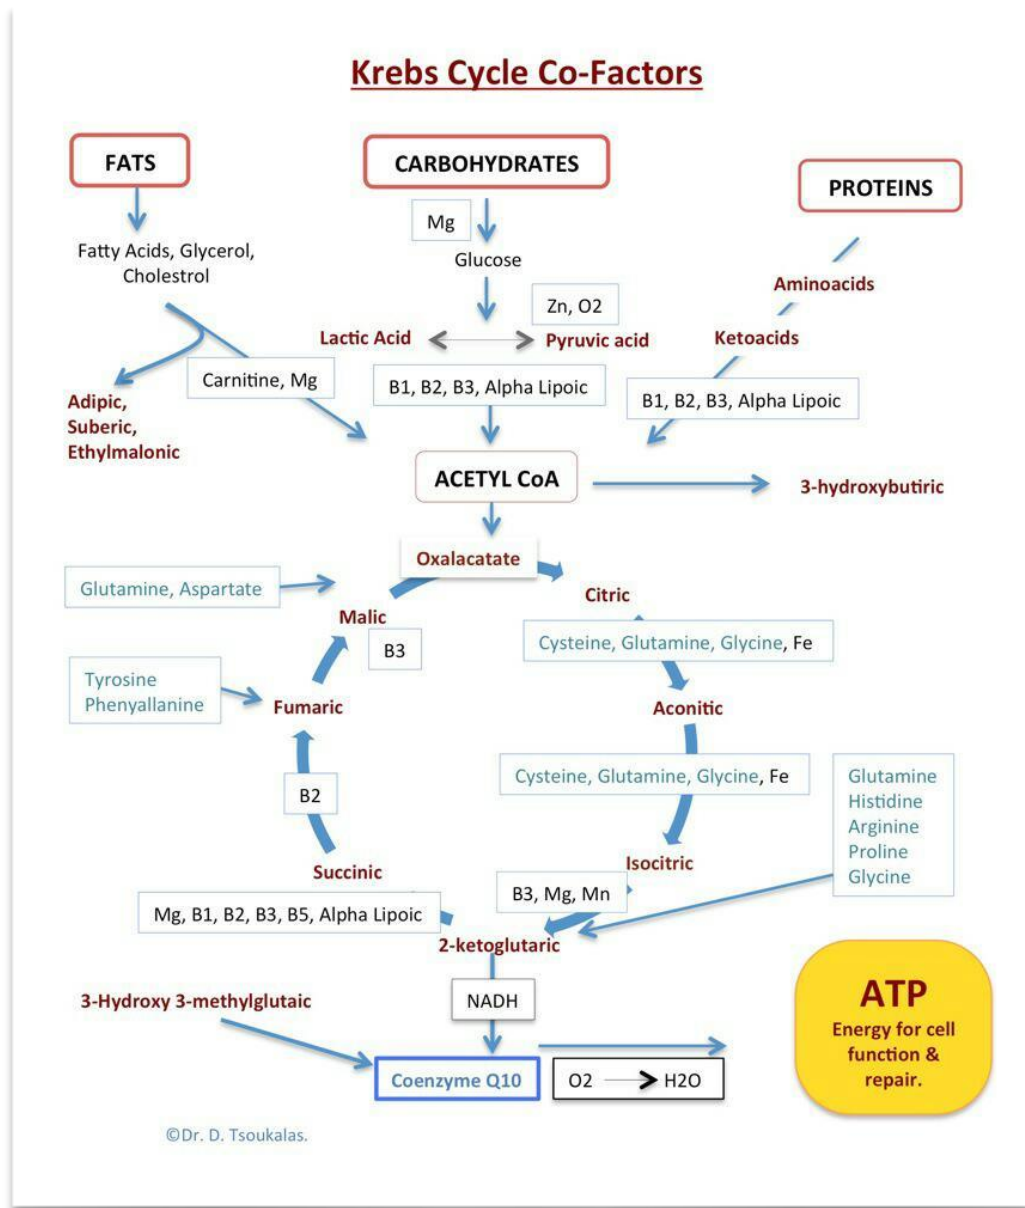 Krebs Cycle Co-Factors
FATS
CARBOHYDRATES
PROTEINS
Mg
Fatty Acids, Glycerol,
Cholestrol
Glucose
Aminoacids
Zn, O2
Lactic Acid
Pyruvic acid
Ketoacids
Carnitine, Mg
B1, B2, B3, Alpha Lipoic
B1, B2, B3, Alpha Lipoic
Adipic,
Suberic,
Ethylmalonic
ACETYL CoA
3-hydroxybutiric
Oxalacatate
Glutamine, Aspartate
Citric
Malic
B3
Cysteine, Glutamine, Glycine, Fe
Tyrosine
Phenyallanine
Fumaric
Aconitic
Cysteine, Glutamine, Glycine, Fe
Glutamine
Histidine
Arginine
Proline
Glycine
B2
Succinic
Isocitric
B3, Mg, Mn
Mg, B1, B2, B3, B5, Alpha Lipoic
2-ketoglutaric
3-Hydroxy 3-methylglutaic
NADH
ATP
Energy for cell
function &
repair.
Coenzyme Q10
O2 H2O
©Dr. D. Tsoukalas.